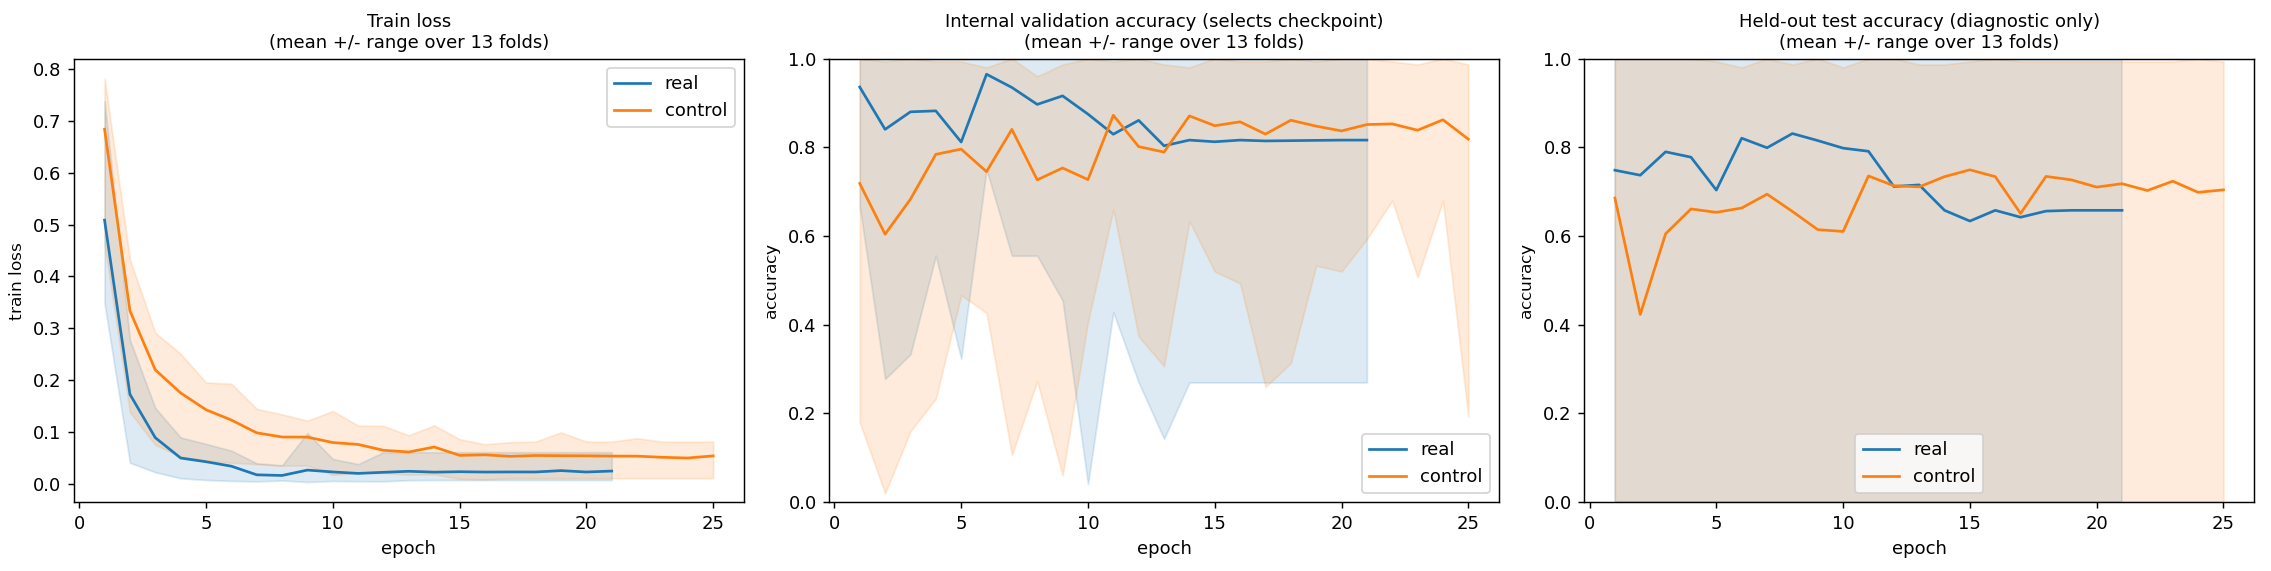 Train loss
(mean +/- range over 13 folds)
train loss
0.8
0.7
0.6
0.5
0.4
0.3
0.2
0.1
0.0
real
control
0
5
10
15
20
25
epoch
Internal validation accuracy (selects checkpoint)
(mean +/- range over 13 folds)
accuracy
1.0
0.8
0.6
0.4
0.2
0.0
real
control
0
5
10
15
20
25
epoch
Held-out test accuracy (diagnostic only)
(mean +/- range over 13 folds)
accuracy
1.0
0.8
0.6
0.4
0.2
0.0
real
control
0
5
10
15
20
25
epoch